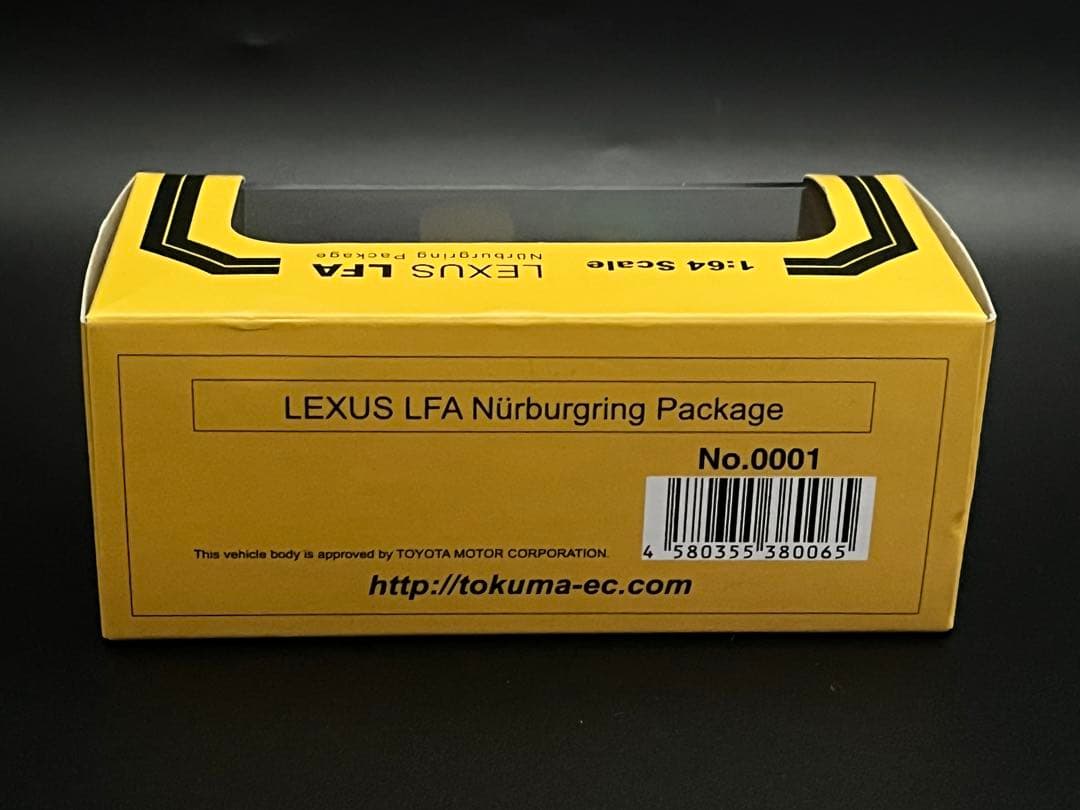 LEXUS LFA
Nürburgring Package
1:64 Scale
LEXUS LFA Nürburgring Package
No.0001
4 580355 380065
This vehicle body is approved by TOYOTA MOTOR CORPORATION.
http://tokuma-ec.com